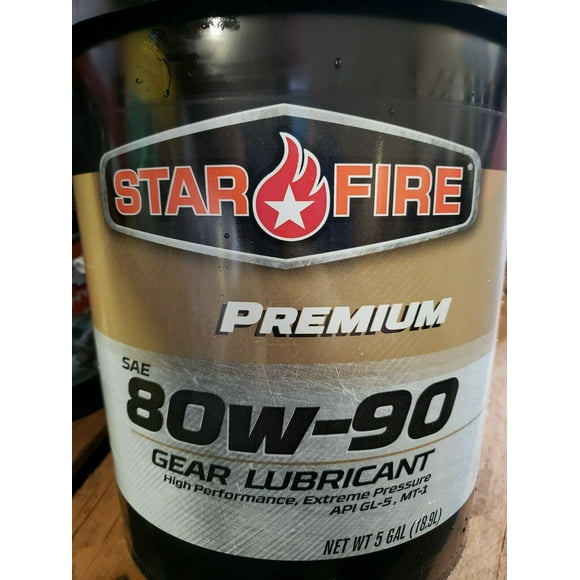 STAR FIRE®
PREMIUM
SAE
80W-90
GEAR LUBRICANT
High Performance, Extreme Pressure
API GL-5, MT-1
NET WT 5 GAL (18.9L)